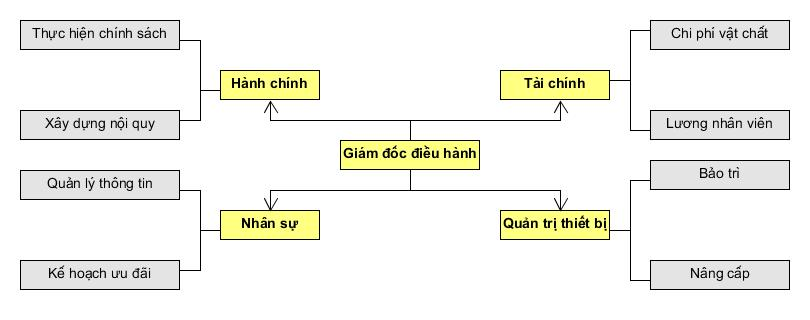 Thực hiện chính sách
Chi phí vật chất
Hành chính
Tài chính
Xây dựng nội quy
Lương nhân viên
Giám đốc điều hành
Quản lý thông tin
Bảo trì
Nhân sự
Quản trị thiết bị
Kế hoạch ưu đãi
Nâng cấp